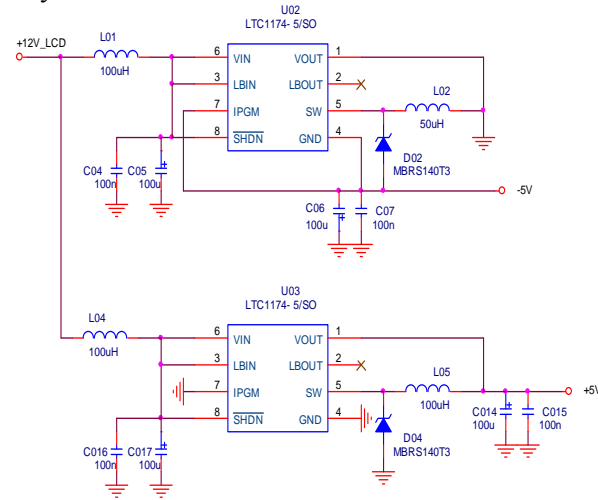 U02
LTC1174- 5/SO
+12V_LCD
L01
100uH
6 VIN VOUT 1
3 LBIN LBOUT 2
7 IPGM SW 5
8 SHDN GND 4
L02
50uH
D02
MBRS140T3
C04 C05
100n 100u
-5V
C06 C07
100u 100n
U03
LTC1174- 5/SO
L04
100uH
6 VIN VOUT 1
3 LBIN LBOUT 2
7 IPGM SW 5
8 SHDN GND 4
L05
100uH
+5V
D04
MBRS140T3
C014 C015
100u 100n
C016 C017
100n 100u